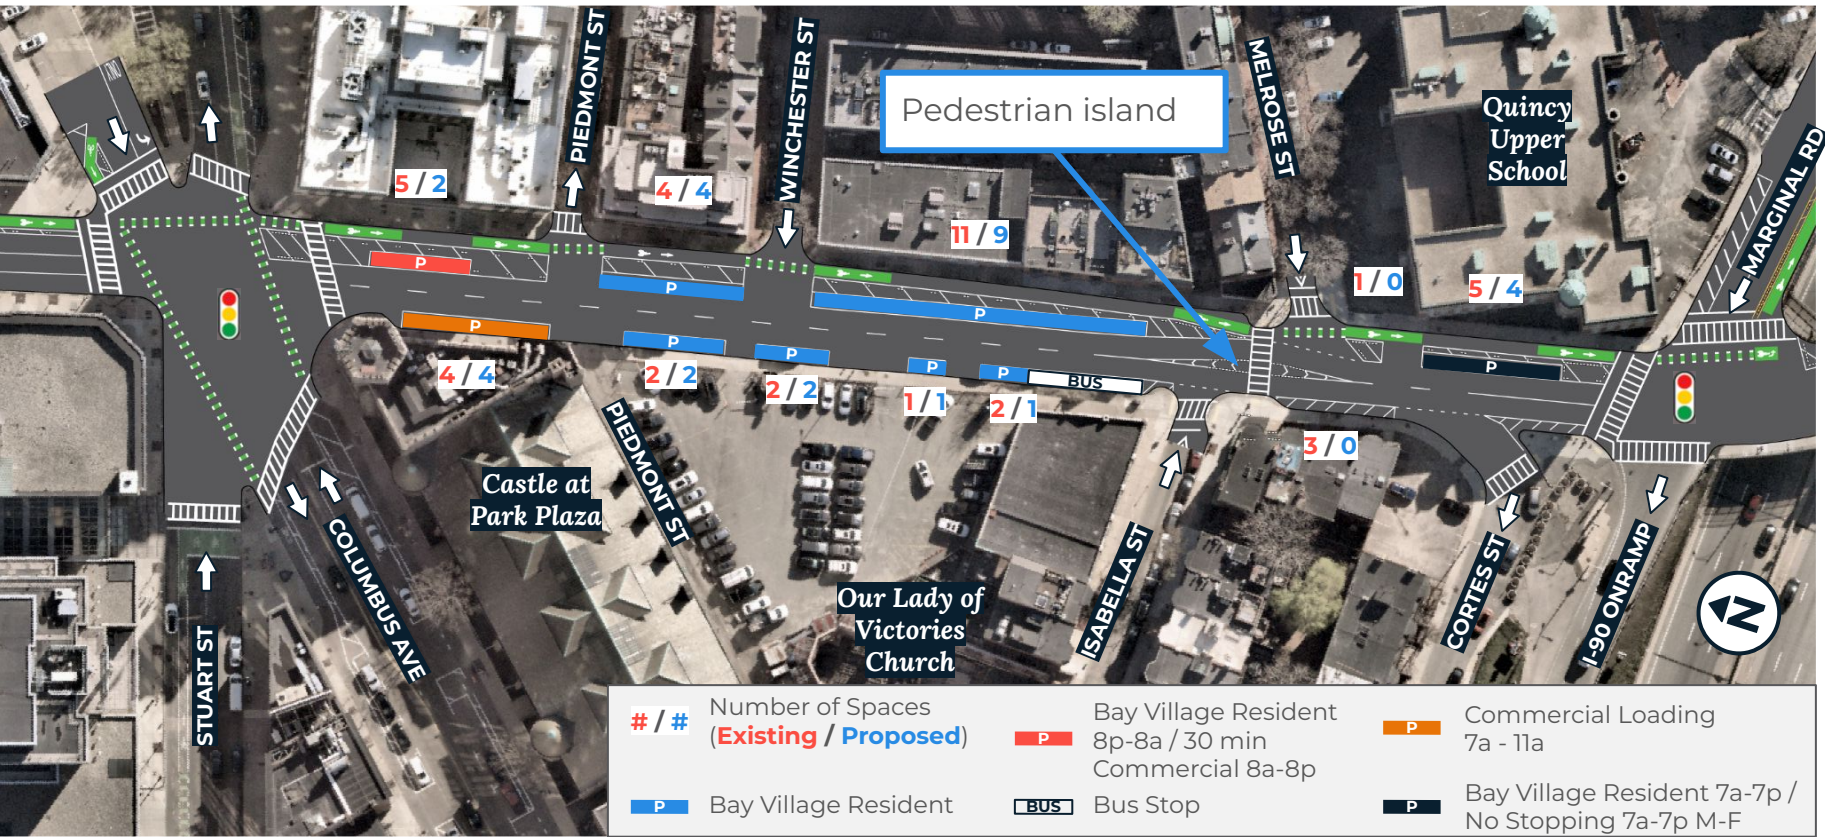 ONLY
PIEDMONT ST
WINCHESTER ST
MELROSE ST
Pedestrian island
Quincy
Upper
School
MARGINAL RD
5 / 2
4 / 4
11 / 9
1 / 0
5 / 4
P
P
P
P
P
P
P
P
P
BUS
4 / 4
2 / 2
2 / 2
1 / 1
2 / 1
3 / 0
Castle at
Park Plaza
PIEDMONT ST
COLUMBUS AVE
STUART ST
Our Lady of
Victories
Church
ISABELLA ST
CORTES ST
I-90 ONRAMP
N
# / #
Number of Spaces
(Existing / Proposed)
P
Bay Village Resident
P
Bay Village Resident
8p-8a / 30 min
Commercial 8a-8p
BUS
Bus Stop
P
Commercial Loading
7a - 11a
P
Bay Village Resident 7a-7p /
No Stopping 7a-7p M-F